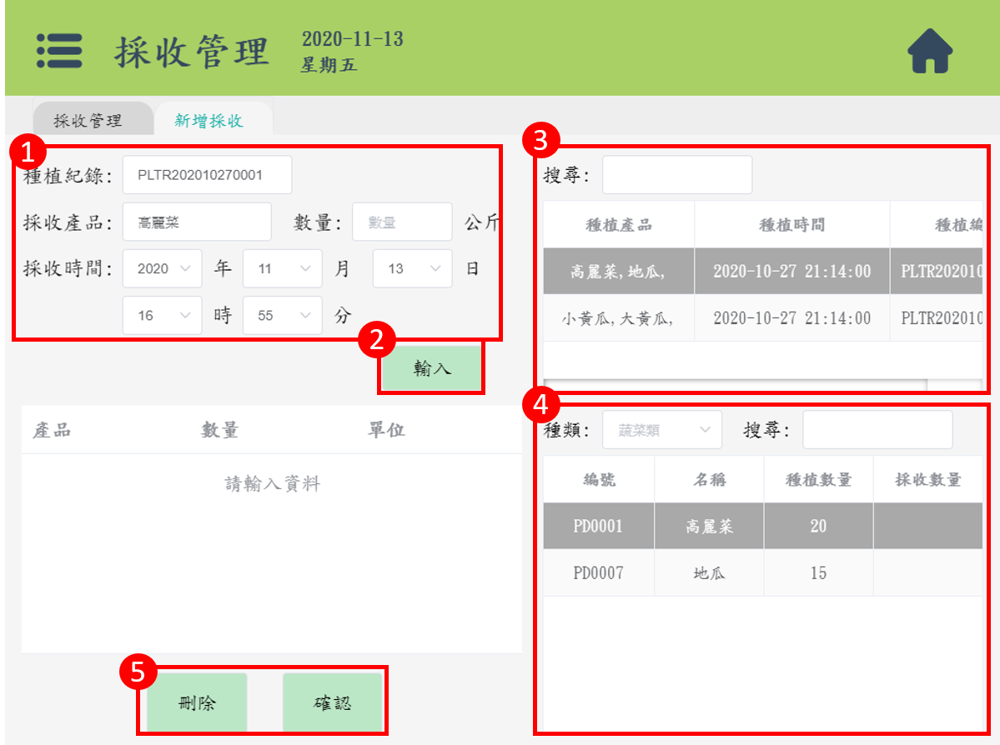 採收管理
2020-11-13
星期五
採收管理 新增採收
1
種植紀錄: PLTR202010270001
採收產品: 高麗菜 數量: 數量 公斤
採收時間: 2020 年 11 月 13 日
16 時 55 分
2
輸入
產品 數量 單位
請輸入資料
5
刪除 確認
3
搜尋:
種植產品 種植時間 種植編
高麗菜,地瓜, 2020-10-27 21:14:00 PLTR202010
小黃瓜,大黃瓜, 2020-10-27 21:14:00 PLTR202010
4
種類: 蔬菜類 搜尋:
編號 名稱 種植數量 採收數量
PD0001 高麗菜 20
PD0007 地瓜 15